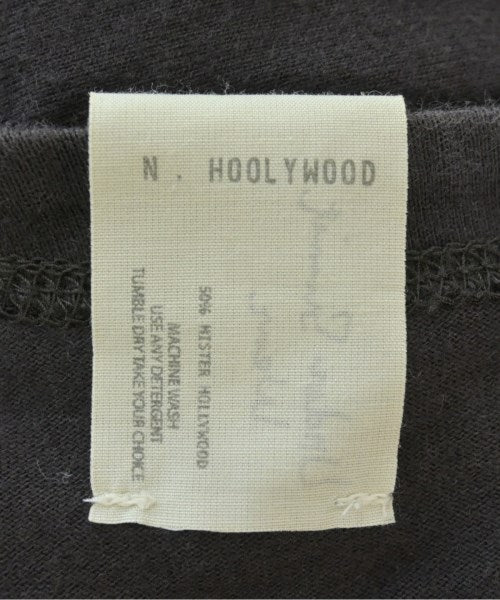 N . HOOLYWOOD
50% MISTER HOLLYWOOD
MACHINE WASH
USE ANY DETERGENT
TUMBLE DRY TAKE YOUR CHOICE